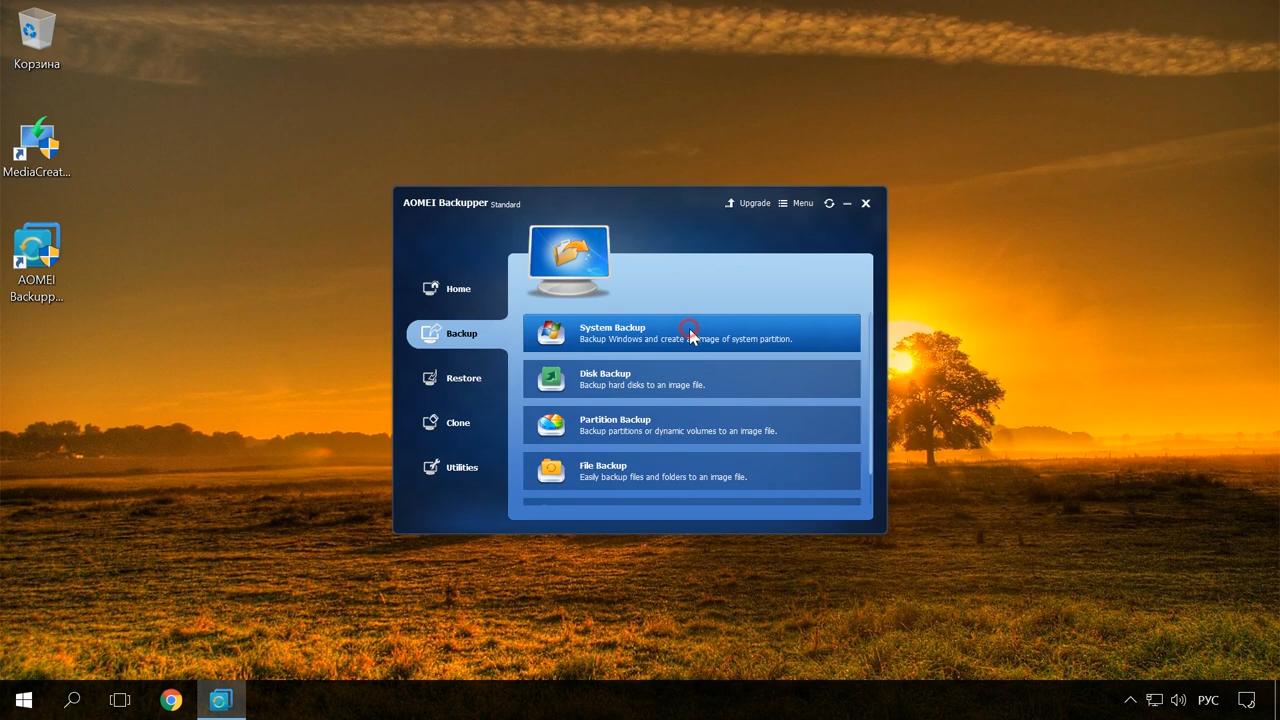 Корзина
MediaCreat...
AOMEI
Backupp...
AOMEI Backupper Standard
Upgrade
Menu
Home
Backup
Restore
Clone
Utilities
System Backup
Backup Windows and create an image of system partition.
Disk Backup
Backup hard disks to an image file.
Partition Backup
Backup partitions or dynamic volumes to an image file.
File Backup
Easily backup files and folders to an image file.
РУС